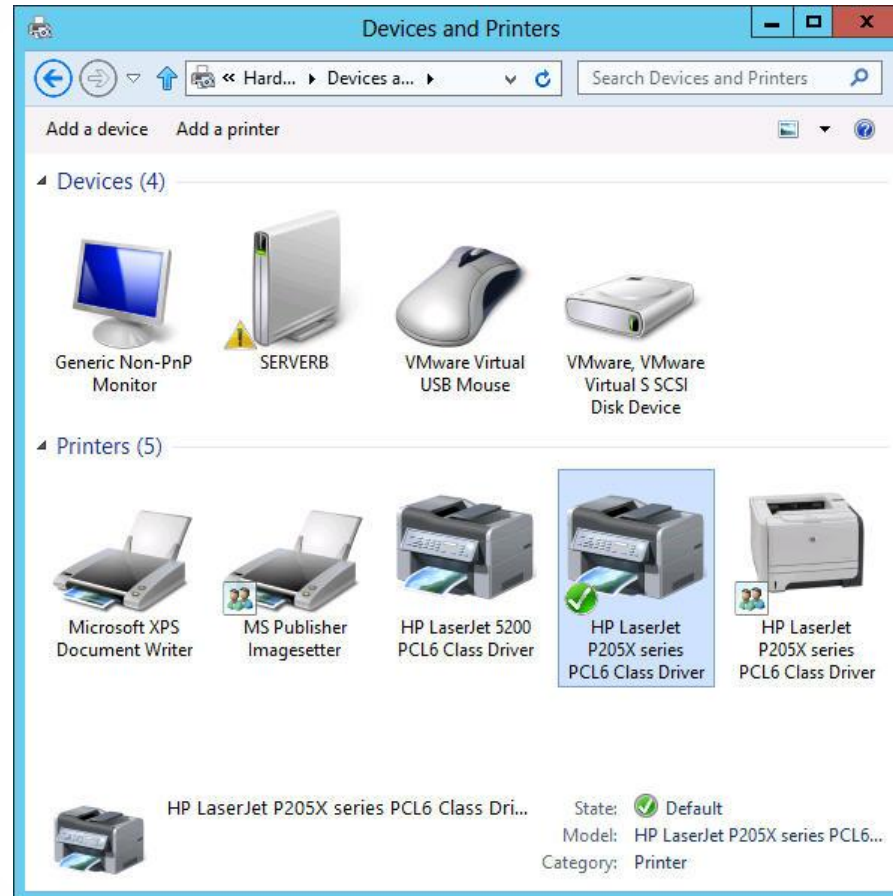 Devices and Printers
« Hard... ▸ Devices a... ▸
Search Devices and Printers
Add a device Add a printer
Devices (4)
Generic Non-PnP
Monitor
SERVERB
VMware Virtual
USB Mouse
VMware, VMware
Virtual S SCSI
Disk Device
Printers (5)
Microsoft XPS
Document Writer
MS Publisher
Imagesetter
HP LaserJet 5200
PCL6 Class Driver
HP LaserJet
P205X series
PCL6 Class Driver
HP LaserJet
P205X series
PCL6 Class Driver
HP LaserJet P205X series PCL6 Class Dri...
State: Default
Model: HP LaserJet P205X series PCL6...
Category: Printer